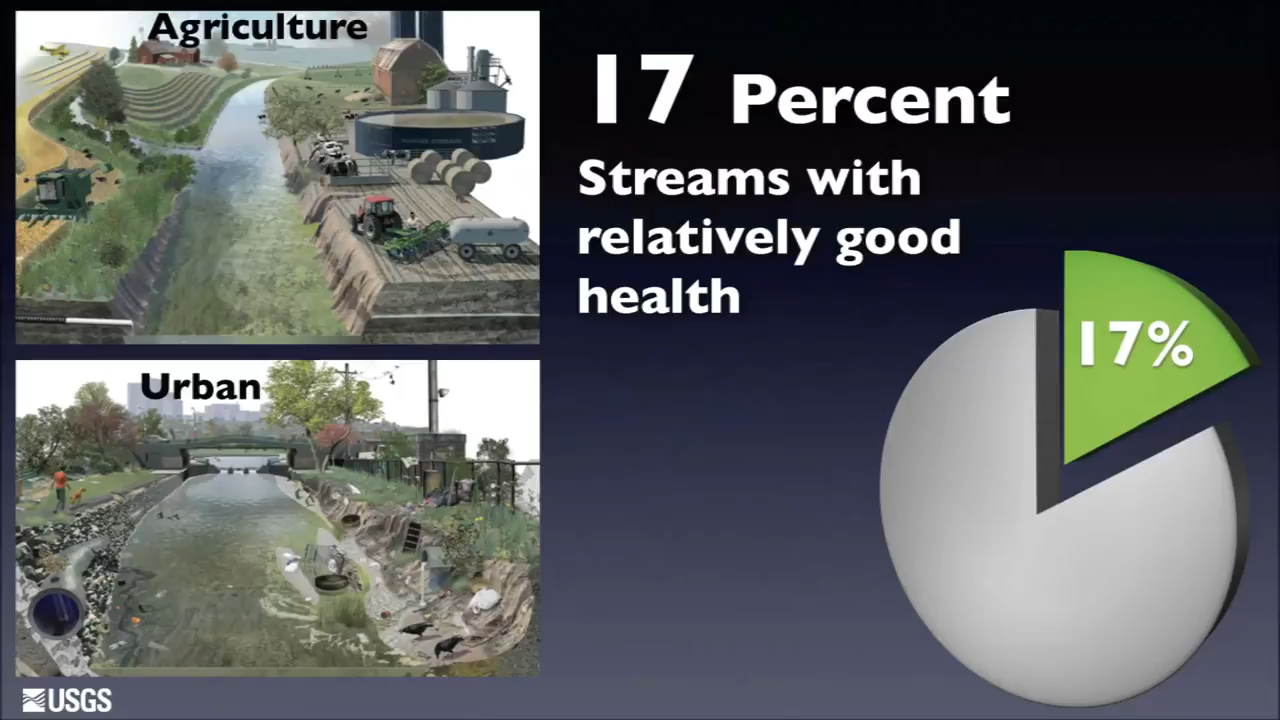 Agriculture
17 Percent
Streams with
relatively good
health
17%
Urban
USGS